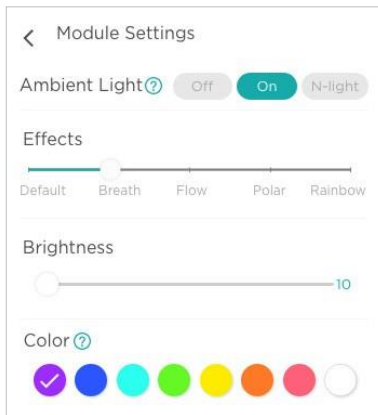 Module Settings
Ambient Light? Off On N-light
Effects
Default Breath Flow Polar Rainbow
Brightness
10
Color?